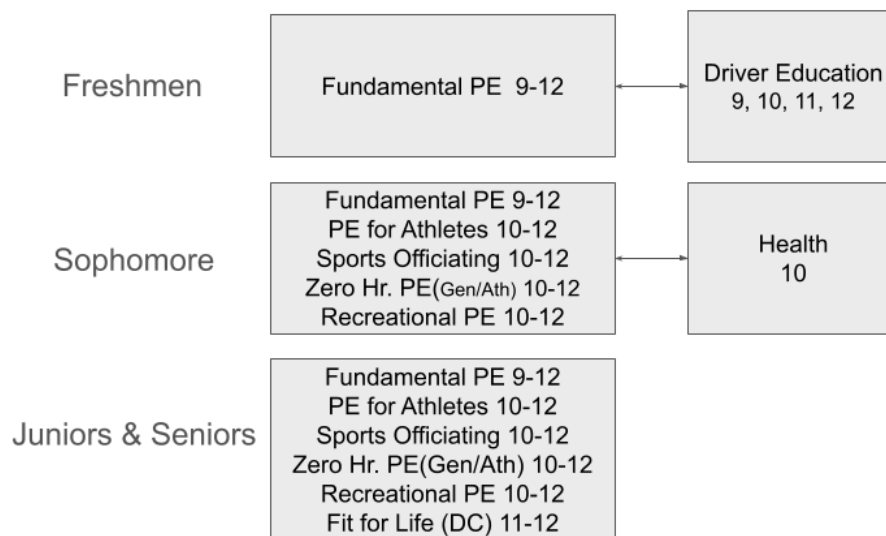 Freshmen
Fundamental PE 9-12
Driver Education
9, 10, 11, 12
Sophomore
Fundamental PE 9-12
PE for Athletes 10-12
Sports Officiating 10-12
Zero Hr. PE(Gen/Ath) 10-12
Recreational PE 10-12
Health
10
Juniors & Seniors
Fundamental PE 9-12
PE for Athletes 10-12
Sports Officiating 10-12
Zero Hr. PE(Gen/Ath) 10-12
Recreational PE 10-12
Fit for Life (DC) 11-12